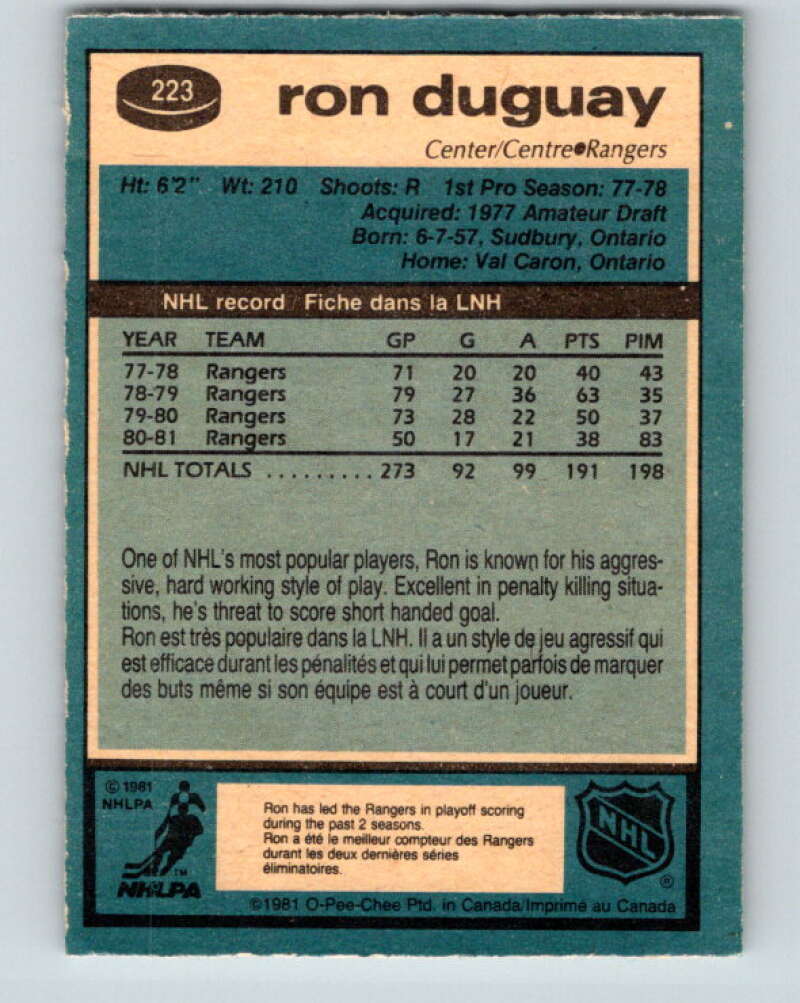 223
ron duguay
Center/Centre●Rangers
Ht: 6'2" Wt: 210 Shoots: R 1st Pro Season: 77-78
Acquired: 1977 Amateur Draft
Born: 6-7-57, Sudbury, Ontario
Home: Val Caron, Ontario
NHL record / Fiche dans la LNH
YEAR TEAM GP G A PTS PIM
77-78 Rangers 71 20 20 40 43
78-79 Rangers 79 27 36 63 35
79-80 Rangers 73 28 22 50 37
80-81 Rangers 50 17 21 38 83
NHL TOTALS .......... 273 92 99 191 198
One of NHL's most popular players, Ron is known for his aggres-
sive, hard working style of play. Excellent in penalty killing situa-
tions, he's threat to score short handed goal.
Ron est très populaire dans la LNH. Il a un style de jeu agressif qui
est efficace durant les pénalités et qui lui permet parfois de marquer
des buts même si son équipe est à court d'un joueur.
© 1981
NHLPA
TM
NHLPA
Ron has led the Rangers in playoff scoring
during the past 2 seasons.
Ron a été le meilleur compteur des Rangers
durant les deux dernières séries
éliminatoires.
NHL
®
©1981 O-Pee-Chee Ptd. in Canada/Imprimé au Canada